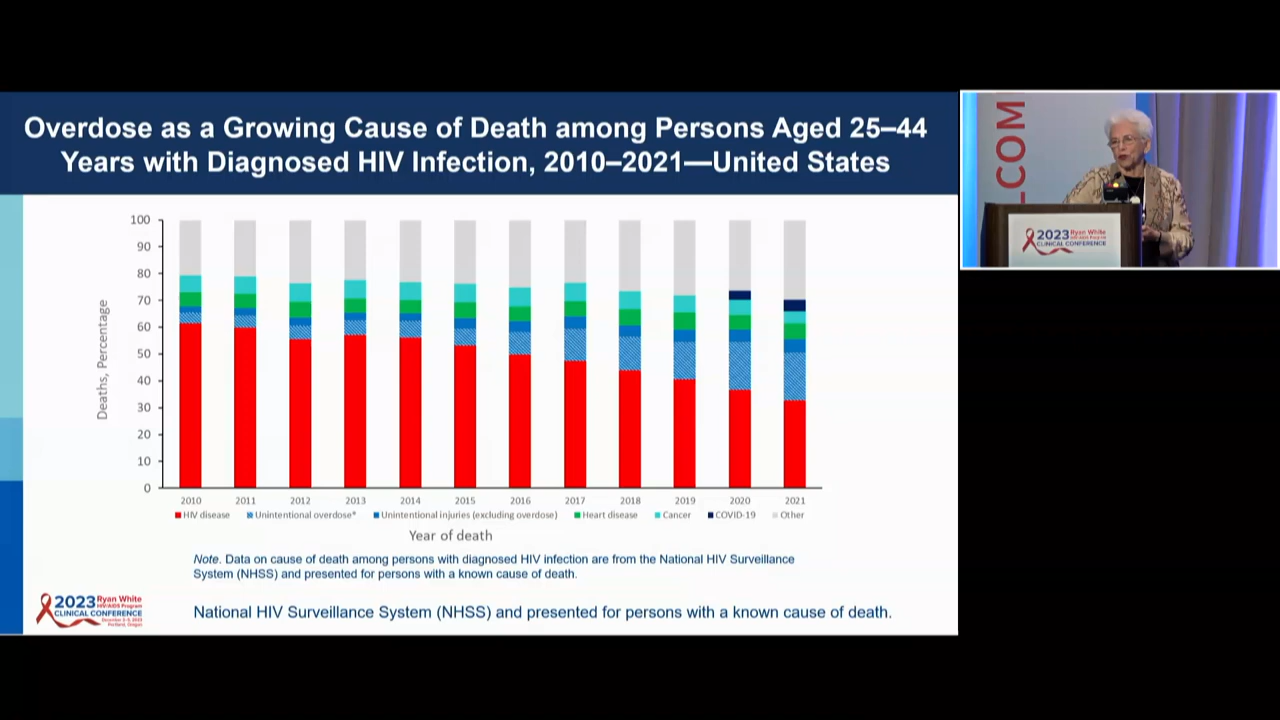 Overdose as a Growing Cause of Death among Persons Aged 25–44
Years with Diagnosed HIV Infection, 2010–2021—United States
Deaths, Percentage
100
90
80
70
60
50
40
30
20
10
0
2010 2011 2012 2013 2014 2015 2016 2017 2018 2019 2020 2021
HIV disease Unintentional overdose* Unintentional injuries (excluding overdose) Heart disease Cancer COVID-19 Other
Year of death
Note. Data on cause of death among persons with diagnosed HIV infection are from the National HIV Surveillance
System (NHSS) and presented for persons with a known cause of death.
National HIV Surveillance System (NHSS) and presented for persons with a known cause of death.
2023 Ryan White
HIV/AIDS Program
CLINICAL CONFERENCE
December 3-5, 2023
Portland, Oregon
LCOM
2023 Ryan White
HIV/AIDS Program
CLINICAL CONFERENCE